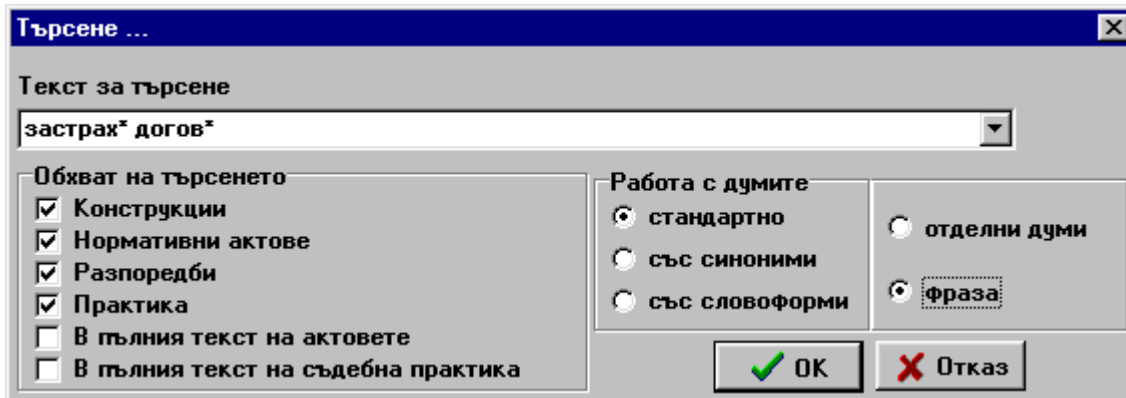 Търсене ...
Текст за търсене
застрах* догов*
Обхват на търсенето
Конструкции
Нормативни актове
Разпоредби
Практика
В пълния текст на актовете
В пълния текст на съдебна практика
Работа с думите
стандартно
със синоними
със словоформи
отделни думи
фраза
OK
Отказ